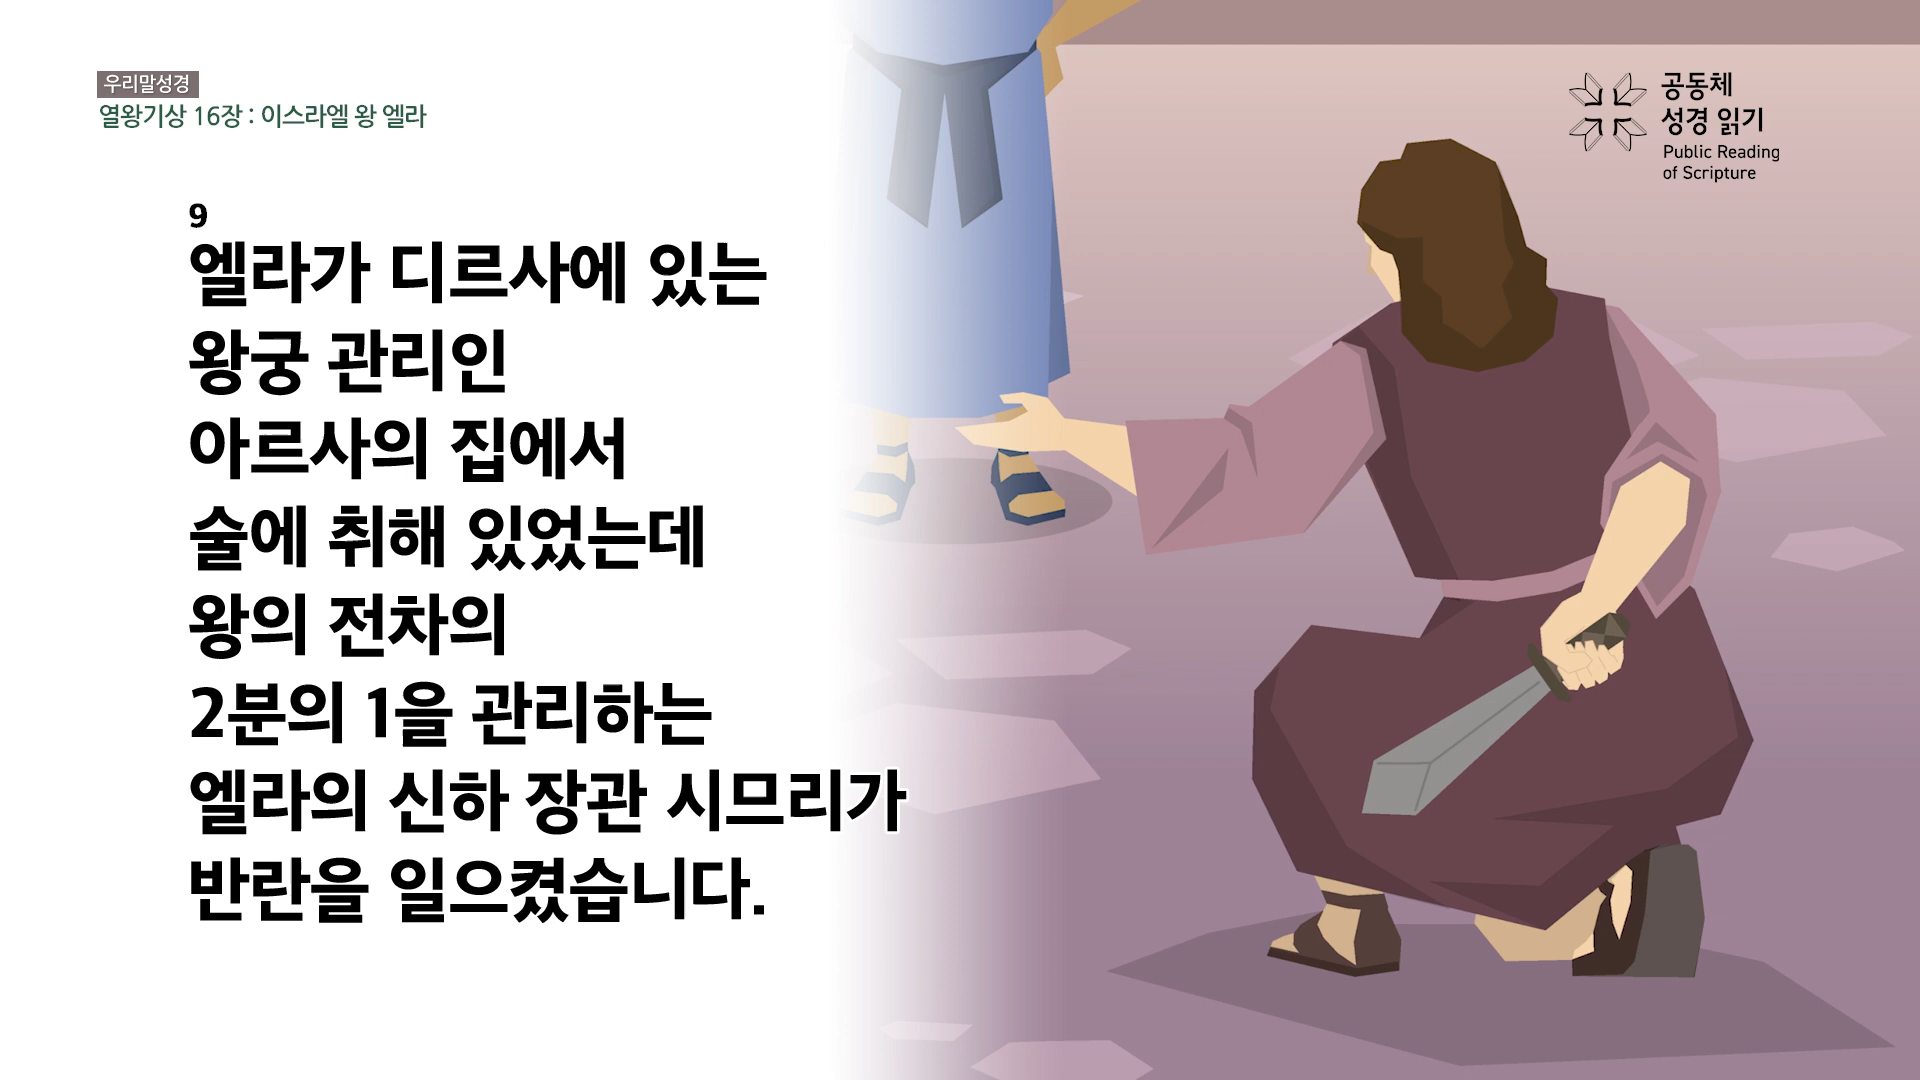 우리말성경
열왕기상 16장 : 이스라엘 왕 엘라
공동체
성경 읽기
Public Reading
of Scripture
9
엘라가 디르사에 있는
왕궁 관리인
아르사의 집에서
술에 취해 있었는데
왕의 전차의
2분의 1을 관리하는
엘라의 신하 장관 시므리가
반란을 일으켰습니다.